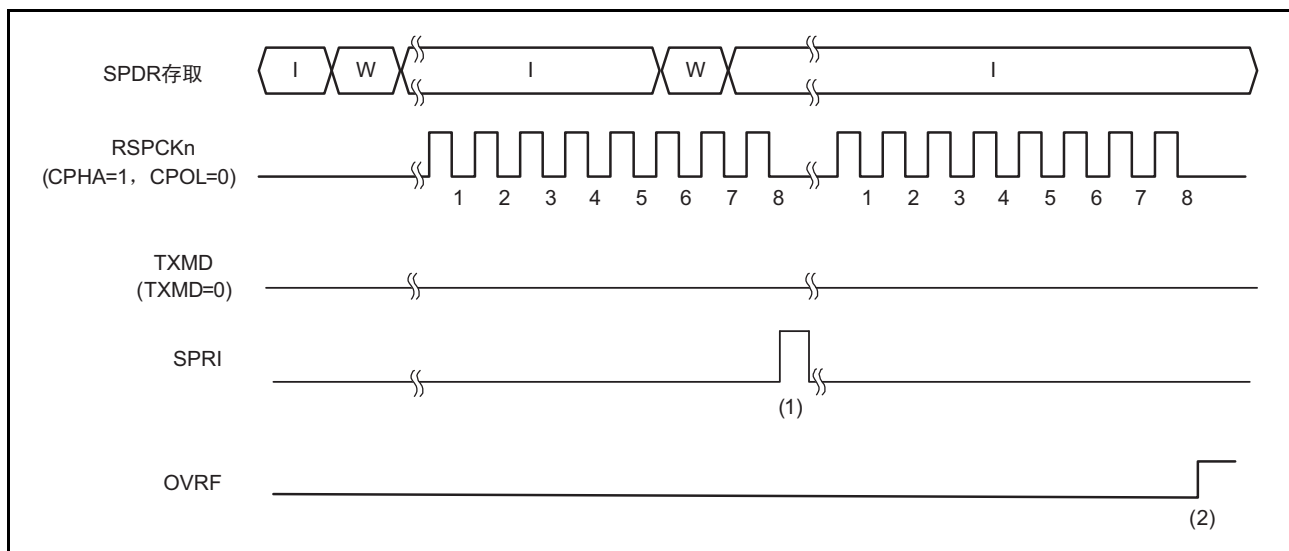 SPDR存取
I W I W I
RSPCKn
(CPHA=1，CPOL=0)
1 2 3 4 5 6 7 8 1 2 3 4 5 6 7 8
TXMD
(TXMD=0)
SPRI
(1)
OVRF
(2)